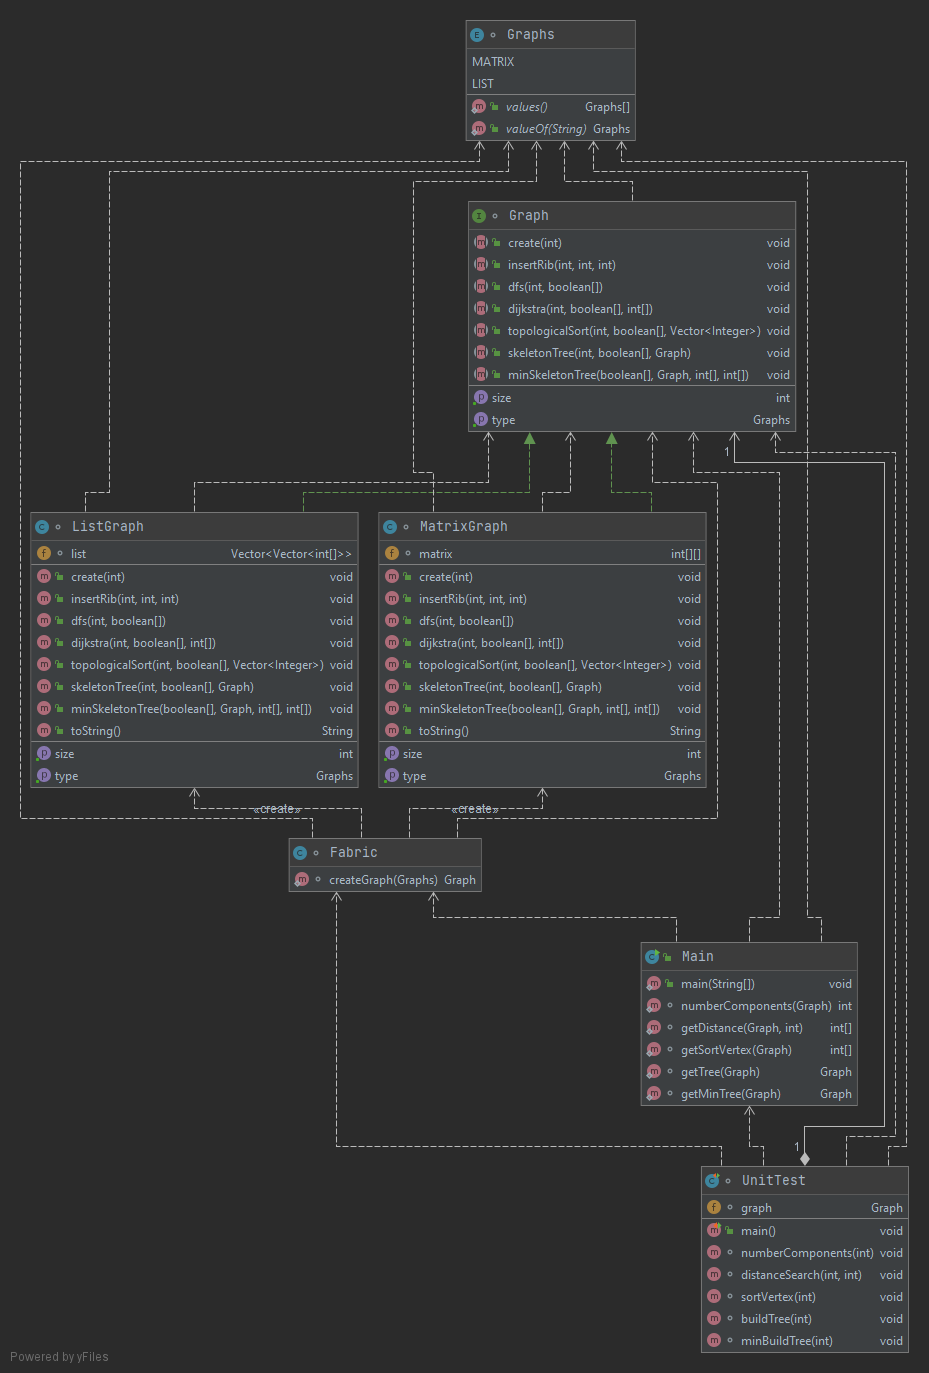 Graphs
MATRIX
LIST
values() Graphs[]
valueOf(String) Graphs
Graph
create(int) void
insertRib(int, int, int) void
dfs(int, boolean[]) void
dijkstra(int, boolean[], int[]) void
topologicalSort(int, boolean[], Vector<Integer>) void
skeletonTree(int, boolean[], Graph) void
minSkeletonTree(boolean[], Graph, int[], int[]) void
size int
type Graphs
1
ListGraph
list Vector<Vector<int[]>>
create(int) void
insertRib(int, int, int) void
dfs(int, boolean[]) void
dijkstra(int, boolean[], int[]) void
topologicalSort(int, boolean[], Vector<Integer>) void
skeletonTree(int, boolean[], Graph) void
minSkeletonTree(boolean[], Graph, int[], int[]) void
toString() String
size int
type Graphs
MatrixGraph
matrix int[][]
create(int) void
insertRib(int, int, int) void
dfs(int, boolean[]) void
dijkstra(int, boolean[], int[]) void
topologicalSort(int, boolean[], Vector<Integer>) void
skeletonTree(int, boolean[], Graph) void
minSkeletonTree(boolean[], Graph, int[], int[]) void
toString() String
size int
type Graphs
«create»
«create»
Fabric
createGraph(Graphs) Graph
Main
main(String[]) void
numberComponents(Graph) int
getDistance(Graph, int) int[]
getSortVertex(Graph) int[]
getTree(Graph) Graph
getMinTree(Graph) Graph
1
UnitTest
graph Graph
main() void
numberComponents(int) void
distanceSearch(int, int) void
sortVertex(int) void
buildTree(int) void
minBuildTree(int) void
Powered by yFiles